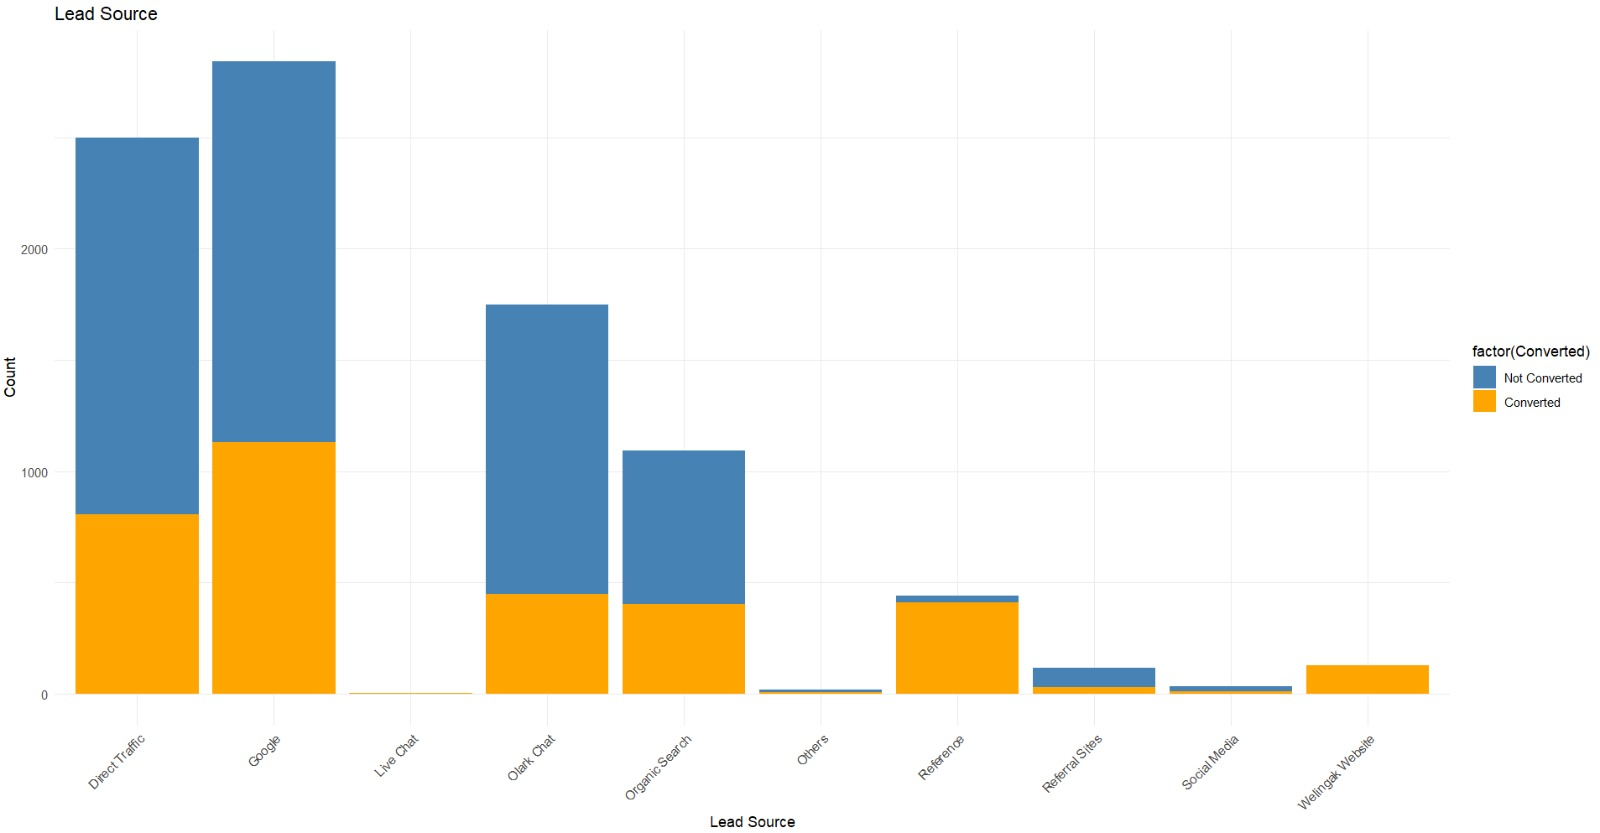 Lead Source
Count
2000
1000
0
Direct Traffic
Google
Live Chat
Olark Chat
Organic Search
Others
Reference
Referral Sites
Social Media
Welingak Website
Lead Source
factor(Converted)
Not Converted
Converted